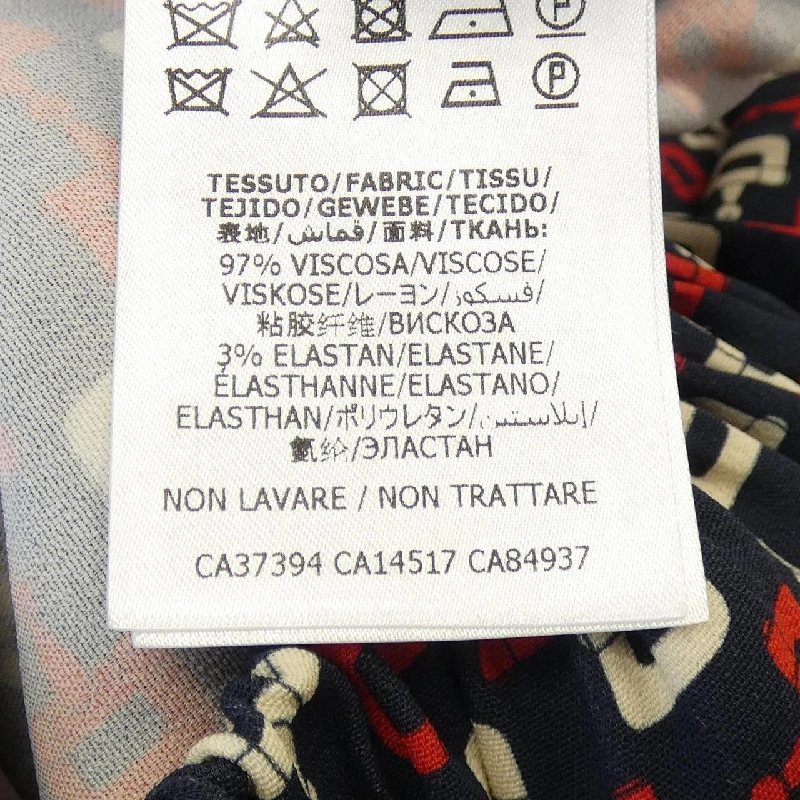 TESSUTO/FABRIC/TISSU/
TEJIDO/GEWEBE/TECIDO/
表地/قماش/面料/ТКАНЬ:
97% VISCOSA/VISCOSE/
VISKOSE/レーヨン/فسكوز/
粘胶纤维/ВИСКОЗА
3% ELASTAN/ELASTANE/
ÉLASTHANNE/ELASTANO/
ELASTHAN/ポリウレタン/إيلاستين/
氨纶/ЭЛАСТАН
NON LAVARE / NON TRATTARE
CA37394 CA14517 CA84937